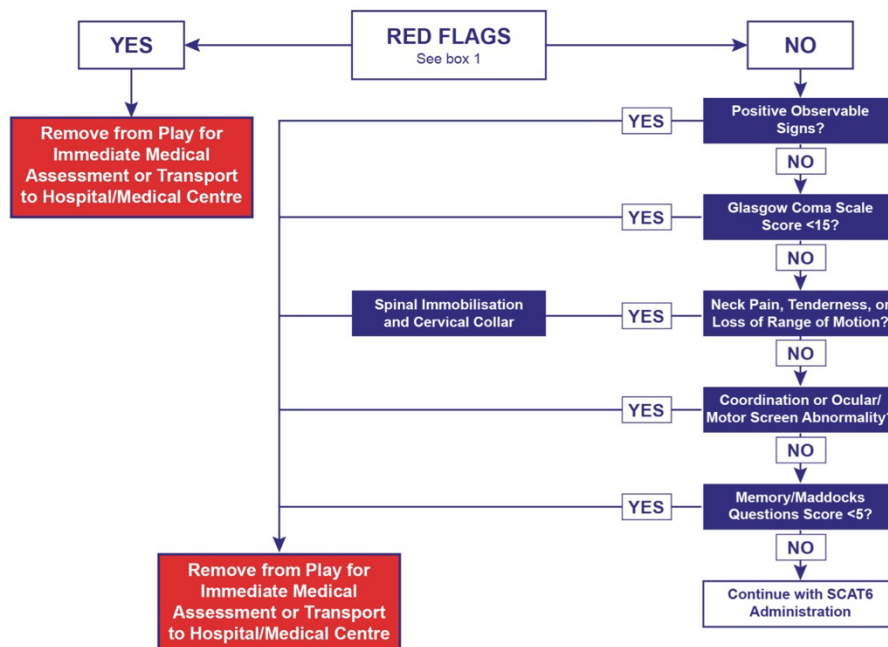 YES
RED FLAGS
See box 1
NO
YES
Positive Observable
Signs?
Remove from Play for
Immediate Medical
Assessment or Transport
to Hospital/Medical Centre
NO
YES
Glasgow Coma Scale
Score <15?
NO
Spinal Immobilisation
and Cervical Collar
YES
Neck Pain, Tenderness, or
Loss of Range of Motion?
NO
YES
Coordination or Ocular/
Motor Screen Abnormality?
NO
YES
Memory/Maddocks
Questions Score <5?
NO
Remove from Play for
Immediate Medical
Assessment or Transport
to Hospital/Medical Centre
Continue with SCAT6
Administration